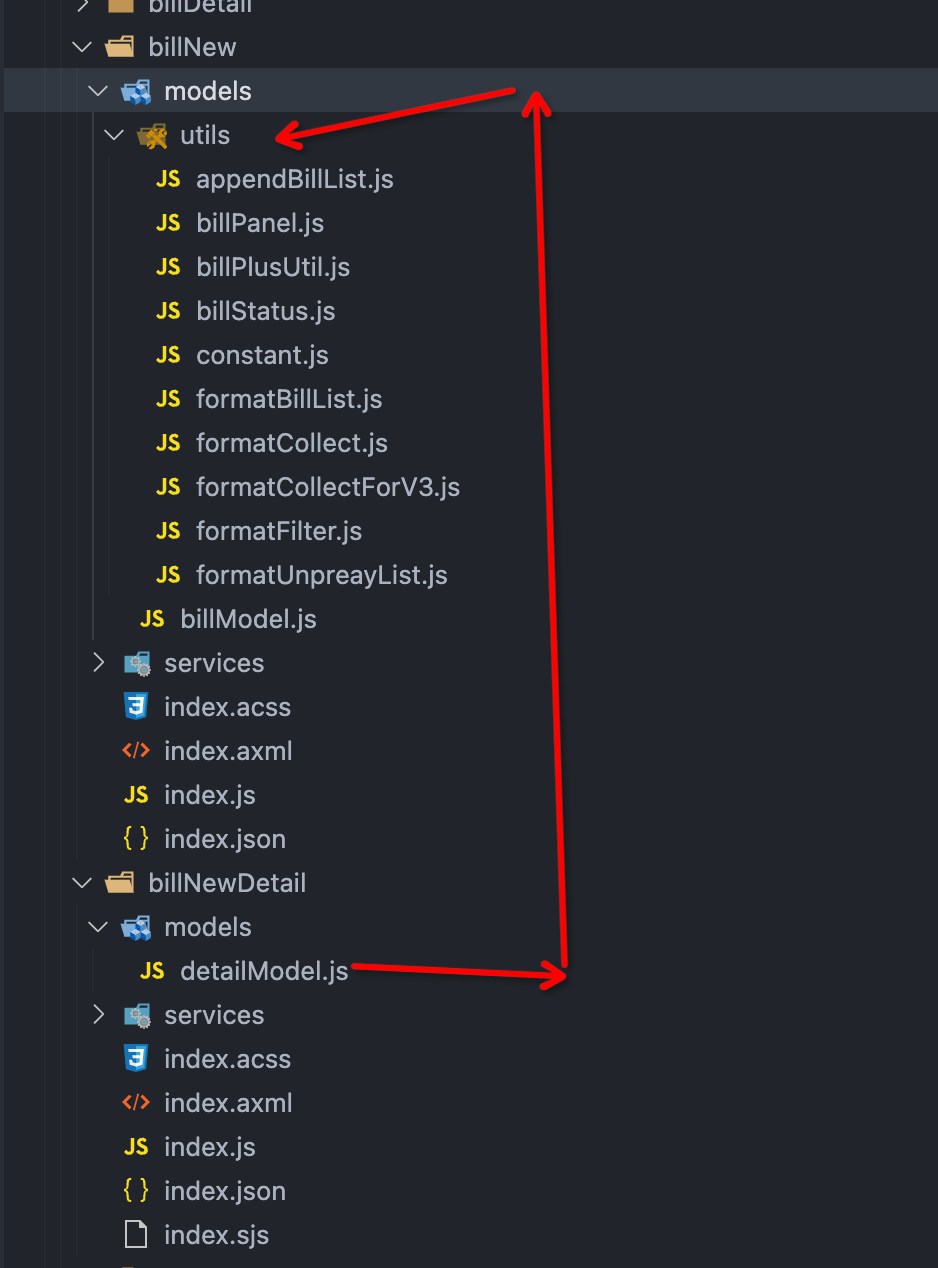 billDetail
billNew
models
utils
JS appendBillList.js
JS billPanel.js
JS billPlusUtil.js
JS billStatus.js
JS constant.js
JS formatBillList.js
JS formatCollect.js
JS formatCollectForV3.js
JS formatFilter.js
JS formatUnpreayList.js
JS billModel.js
services
3 index.acss
</> index.axml
JS index.js
{ } index.json
billNewDetail
models
JS detailModel.js
services
3 index.acss
</> index.axml
JS index.js
{ } index.json
index.sjs